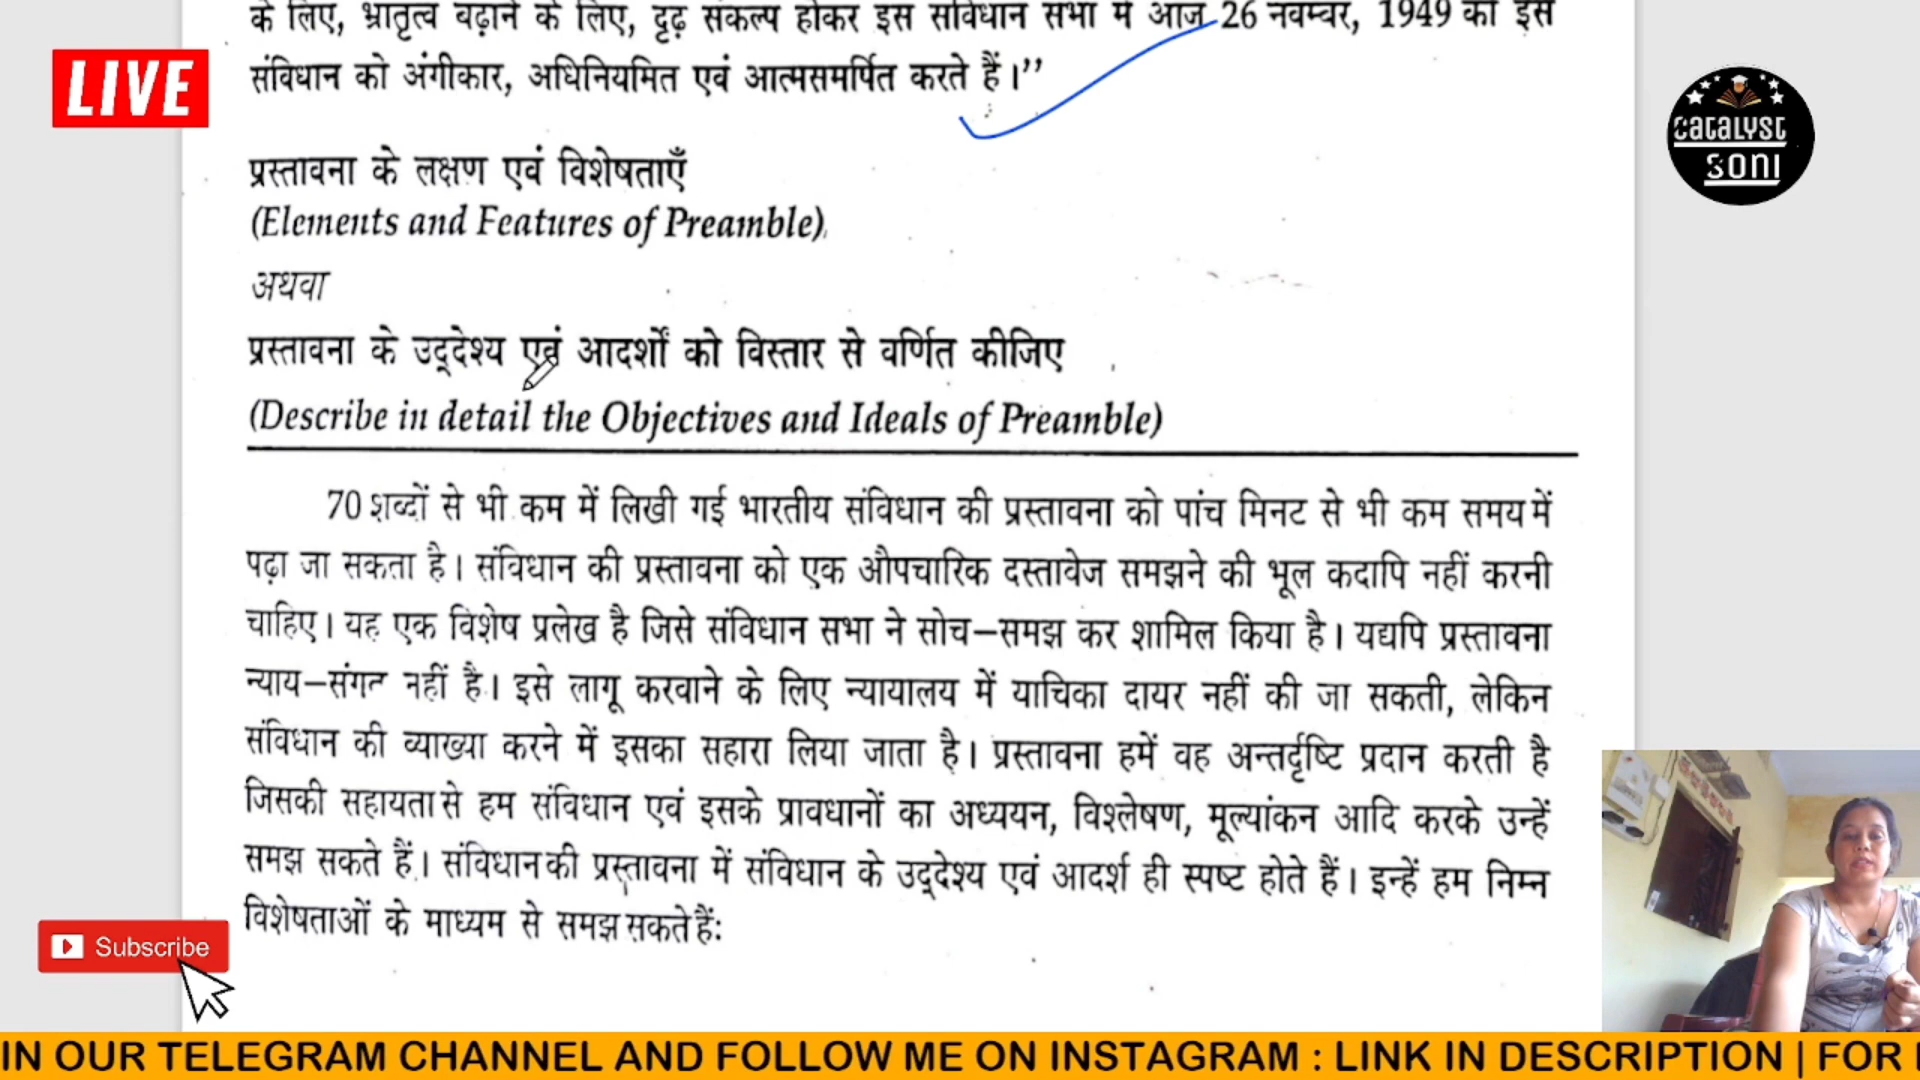 के लिए, भ्रातृत्व बढ़ाने के लिए, दृढ़ संकल्प होकर इस संविधान सभा में आज 26 नवम्बर, 1949 को इस
संविधान को अंगीकार, अधिनियमित एवं आत्मसमर्पित करते हैं।”
LIVE
CATALYST
SONI
प्रस्तावना के लक्षण एवं विशेषताएँ
(Elements and Features of Preamble)
अथवा
प्रस्तावना के उद्देश्य एवं आदर्शों को विस्तार से वर्णित कीजिए
(Describe in detail the Objectives and Ideals of Preamble)
70 शब्दों से भी कम में लिखी गई भारतीय संविधान की प्रस्तावना को पांच मिनट से भी कम समय में
पढ़ा जा सकता है। संविधान की प्रस्तावना को एक औपचारिक दस्तावेज समझने की भूल कदापि नहीं करनी
चाहिए। यह एक विशेष प्रलेख है जिसे संविधान सभा ने सोच–समझ कर शामिल किया है। यद्यपि प्रस्तावना
न्याय–संगत नहीं है। इसे लागू करवाने के लिए न्यायालय में याचिका दायर नहीं की जा सकती, लेकिन
संविधान की व्याख्या करने में इसका सहारा लिया जाता है। प्रस्तावना हमें वह अन्तर्दृष्टि प्रदान करती है
जिसकी सहायता से हम संविधान एवं इसके प्रावधानों का अध्ययन, विश्लेषण, मूल्यांकन आदि करके उन्हें
समझ सकते हैं। संविधान की प्रस्तावना में संविधान के उद्देश्य एवं आदर्श ही स्पष्ट होते हैं। इन्हें हम निम्न
विशेषताओं के माध्यम से समझ सकते हैं:
Subscribe
IN OUR TELEGRAM CHANNEL AND FOLLOW ME ON INSTAGRAM : LINK IN DESCRIPTION | FOR